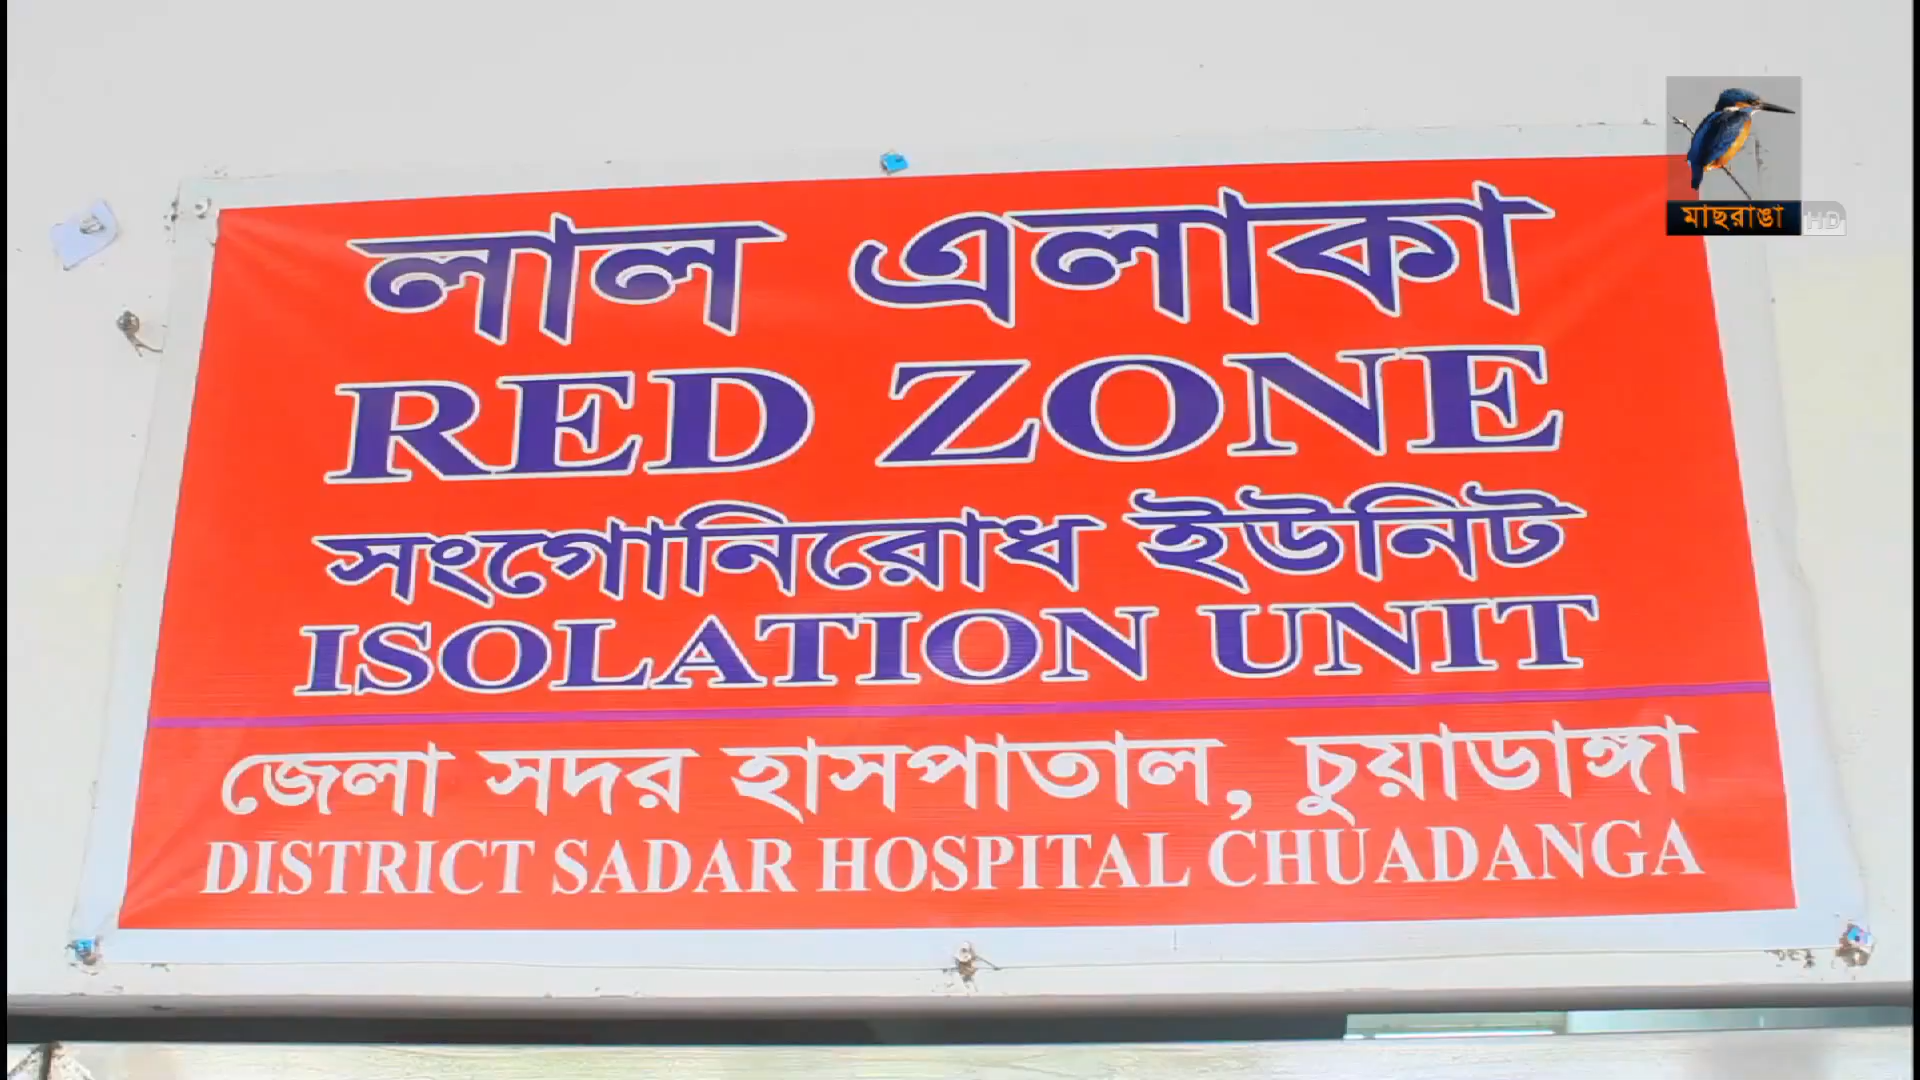 লাল এলাকা
RED ZONE
সংগোনিরোধ ইউনিট
ISOLATION UNIT
জেলা সদর হাসপাতাল, চুয়াডাঙ্গা
DISTRICT SADAR HOSPITAL CHUADANGA
মাছরাঙা HD